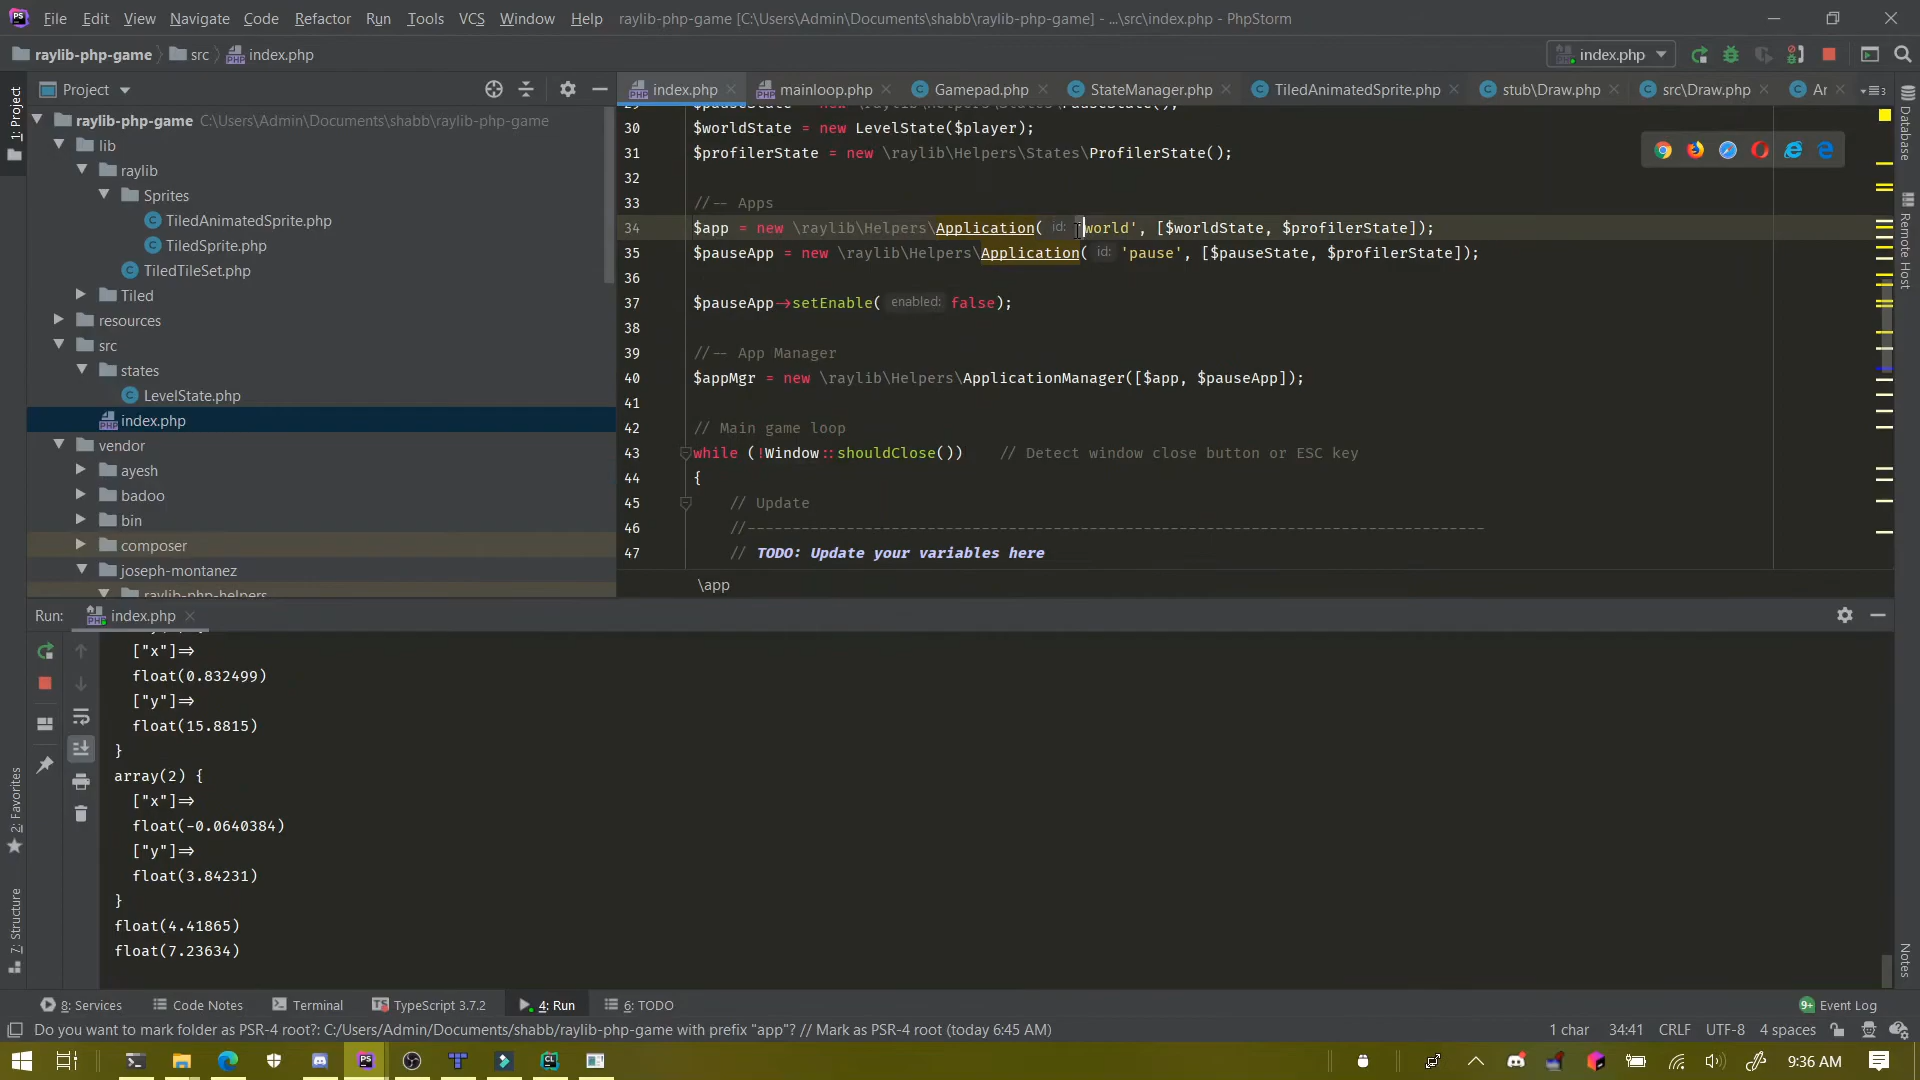 File Edit View Navigate Code Refactor Run Tools VCS Window Help raylib-php-game [C:\Users\Admin\Documents\shabb\raylib-php-game] - ...\src\index.php - PhpStorm
raylib-php-game src index.php index.php
Project index.php mainloop.php Gamepad.php StateManager.php TiledAnimatedSprite.php stub\Draw.php src\Draw.php Ar
1: Project
raylib-php-game C:\Users\Admin\Documents\shabb\raylib-php-game
lib
raylib
Sprites
TiledAnimatedSprite.php
TiledSprite.php
TiledTileSet.php
Tiled
resources
src
states
LevelState.php
index.php
vendor
ayesh
badoo
bin
composer
joseph-montanez
raylib-php-helpers
30 $worldState = new LevelState($player);
31 $profilerState = new \raylib\Helpers\States\ProfilerState();
32
33 //-- Apps
34 $app = new \raylib\Helpers\Application( id: 'world', [$worldState, $profilerState]);
35 $pauseApp = new \raylib\Helpers\Application( id: 'pause', [$pauseState, $profilerState]);
36
37 $pauseApp->setEnable( enabled: false);
38
39 //-- App Manager
40 $appMgr = new \raylib\Helpers\ApplicationManager([$app, $pauseApp]);
41
42 // Main game loop
43 while (!Window::shouldClose()) // Detect window close button or ESC key
44 {
45 // Update
46 //----------------------------------------------------------------------------------
47 // TODO: Update your variables here
\app
Database
Remote Host
Notes
Run: index.php
["x"]=>
float(0.832499)
["y"]=>
float(15.8815)
}
array(2) {
["x"]=>
float(-0.0640384)
["y"]=>
float(3.84231)
}
float(4.41865)
float(7.23634)
2: Favorites
7: Structure
8: Services Code Notes Terminal TypeScript 3.7.2 4: Run 6: TODO 9+ Event Log
Do you want to mark folder as PSR-4 root?: C:/Users/Admin/Documents/shabb/raylib-php-game with prefix "app"? // Mark as PSR-4 root (today 6:45 AM) 1 char 34:41 CRLF UTF-8 4 spaces
9:36 AM